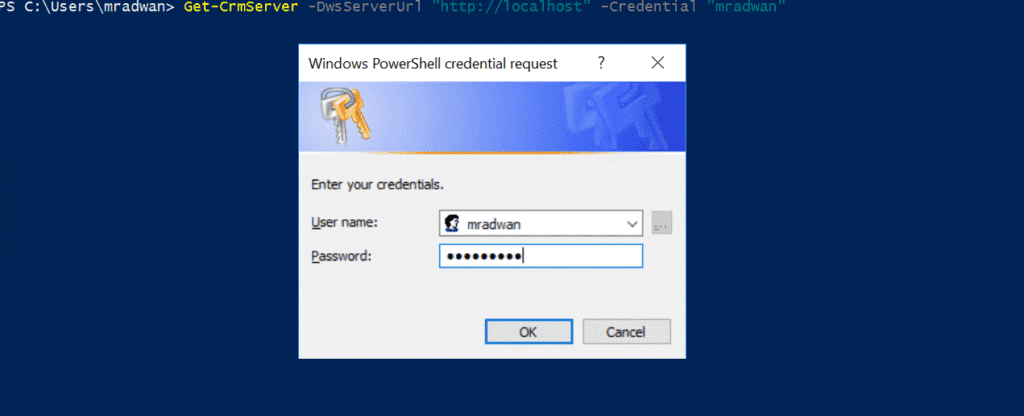 PS C:\Users\mradwan> Get-CrmServer -DwsServerUrl "http://localhost" -Credential "mradwan"
Windows PowerShell credential request ?
Enter your credentials.
User name: mradwan ...
Password: •••••••••
OK Cancel